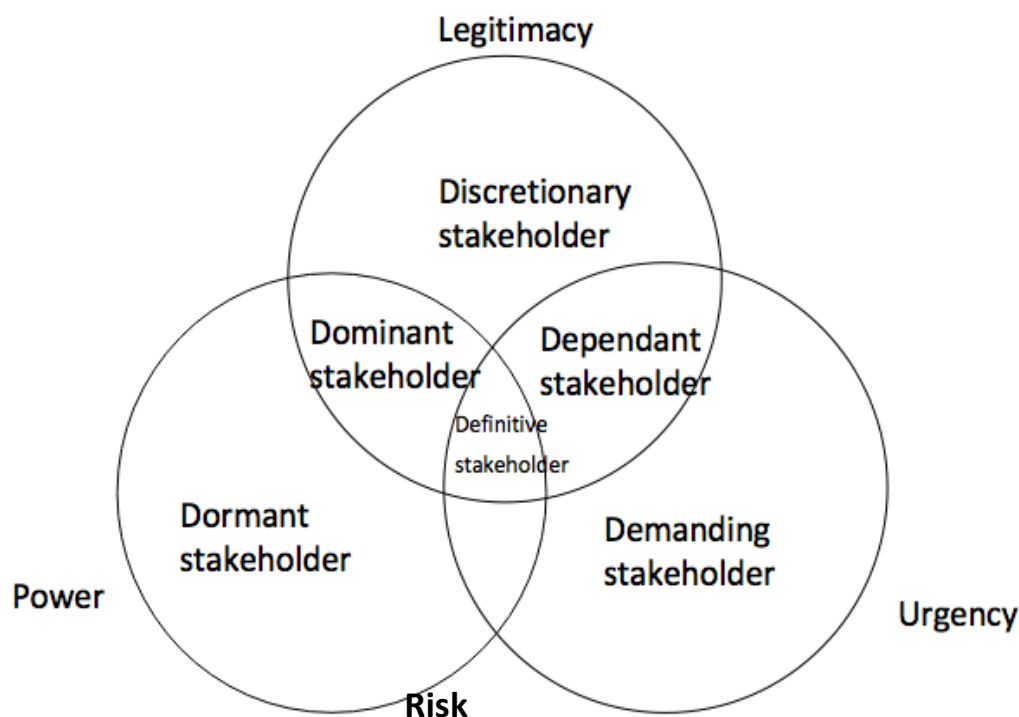 Legitimacy
Discretionary
stakeholder
Dominant
stakeholder
Dependant
stakeholder
Definitive
stakeholder
Dormant
stakeholder
Demanding
stakeholder
Power
Urgency
Risk